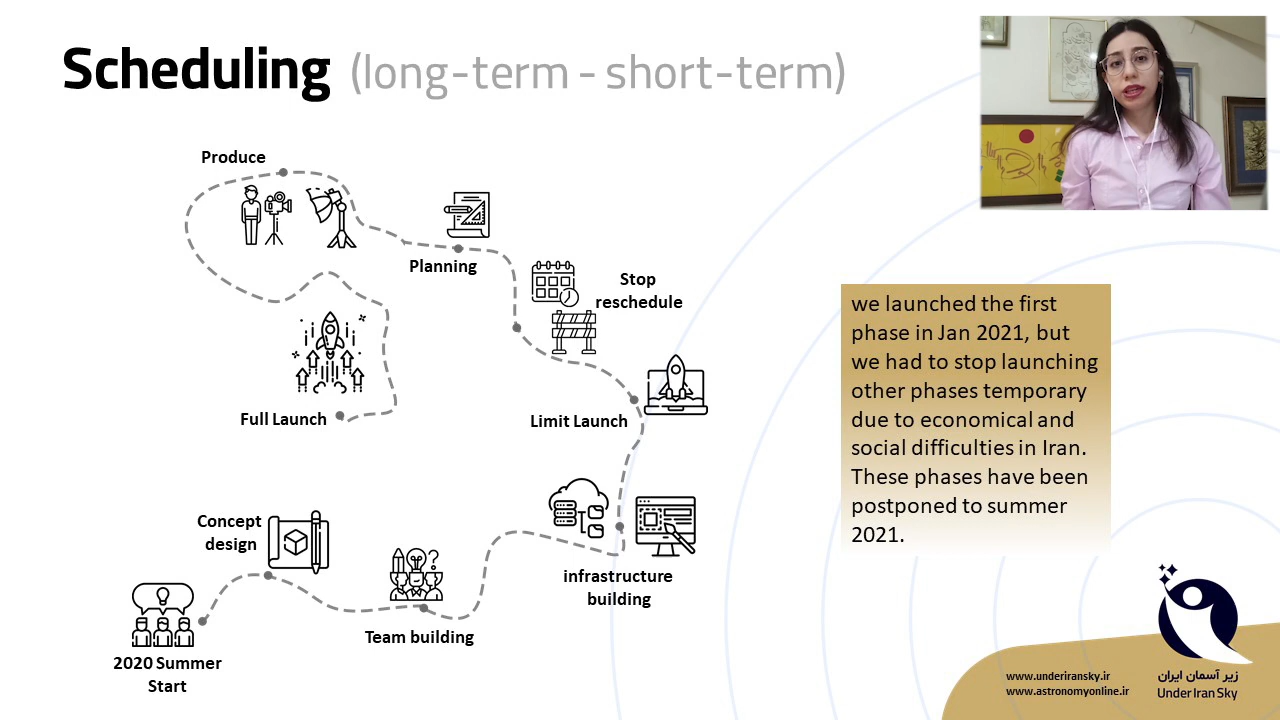 Scheduling (long-term - short-term)
Produce
Planning
Stop
reschedule
Limit Launch
Full Launch
Concept
design
infrastructure
building
Team building
2020 Summer
Start
we launched the first
phase in Jan 2021, but
we had to stop launching
other phases temporary
due to economical and
social difficulties in Iran.
These phases have been
postponed to summer
2021.
www.underiransky.ir
www.astronomyonline.ir
زیر آسمان ایران
Under Iran Sky